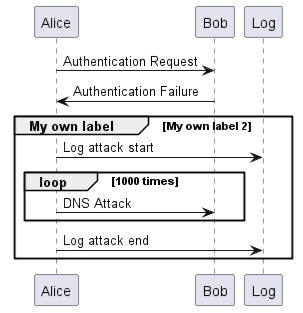 Alice Bob Log
Authentication Request
Authentication Failure
My own label [My own label 2]
Log attack start
loop [1000 times]
DNS Attack
Log attack end
Alice Bob Log